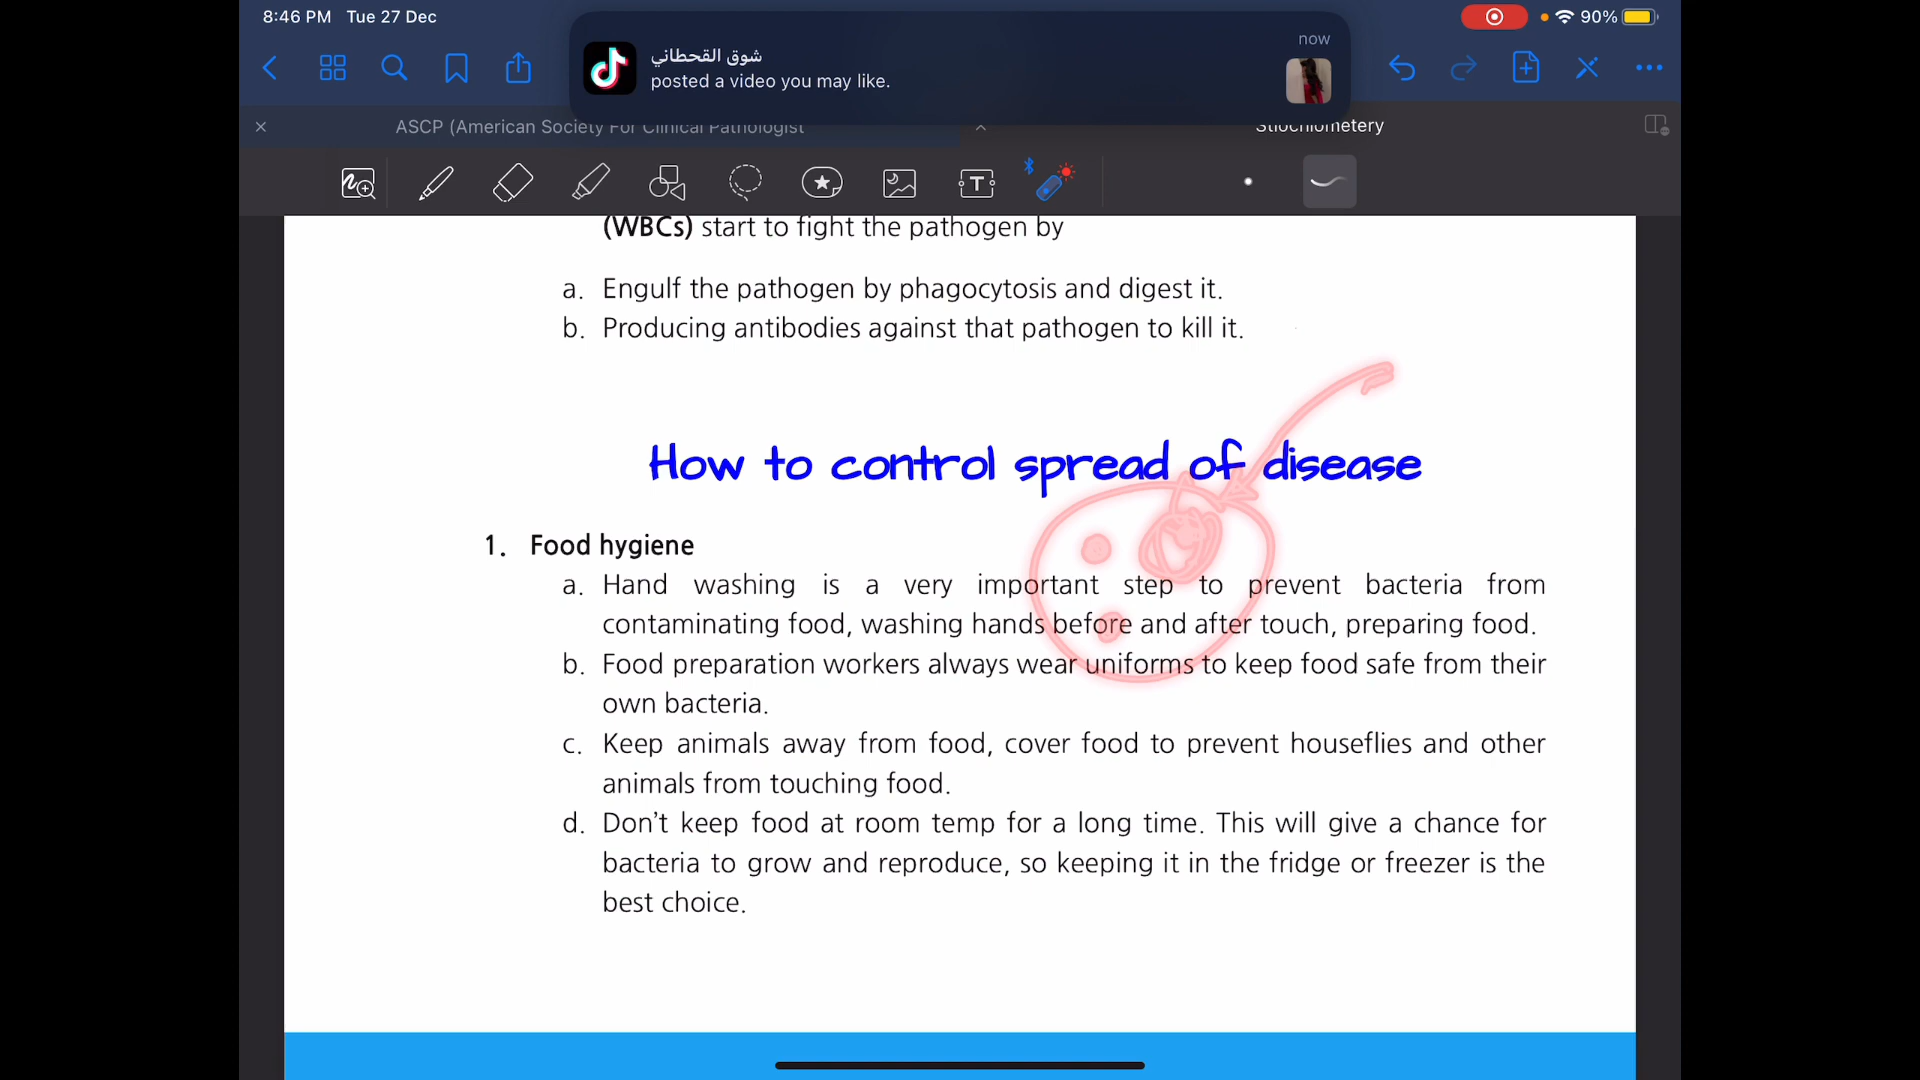 8:46 PM Tue 27 Dec
90%
شوق القحطاني
now
posted a video you may like.
ASCP (American Society For Clinical Pathologist
Stiochiometery
T
(WBCs) start to fight the pathogen by
a. Engulf the pathogen by phagocytosis and digest it.
b. Producing antibodies against that pathogen to kill it.
How to control spread of disease
1. Food hygiene
a. Hand washing is a very important step to prevent bacteria from
contaminating food, washing hands before and after touch, preparing food.
b. Food preparation workers always wear uniforms to keep food safe from their
own bacteria.
c. Keep animals away from food, cover food to prevent houseflies and other
animals from touching food.
d. Don’t keep food at room temp for a long time. This will give a chance for
bacteria to grow and reproduce, so keeping it in the fridge or freezer is the
best choice.